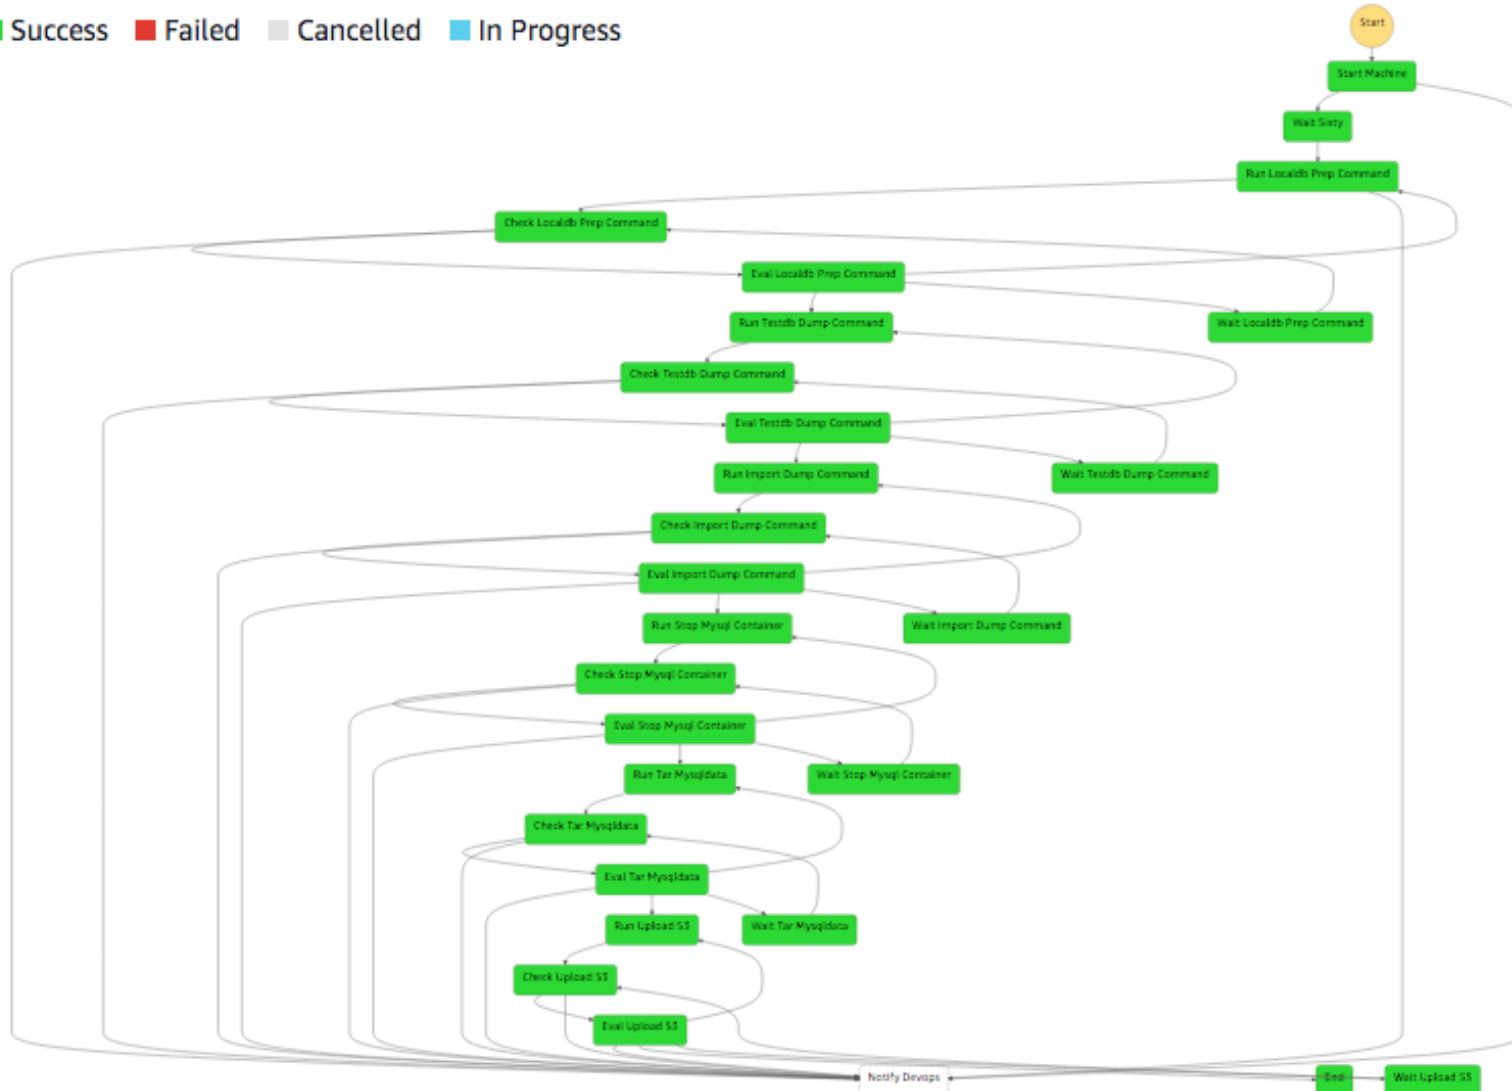 Success Failed Cancelled In Progress
Start
Start Machine
Wait Sixty
Run Localdb Prep Command
Check Localdb Prep Command
Eval Localdb Prep Command
Run Testdb Dump Command
Wait Localdb Prep Command
Check Testdb Dump Command
Eval Testdb Dump Command
Run Import Dump Command
Wait Testdb Dump Command
Check Import Dump Command
Eval Import Dump Command
Run Stop Mysql Container
Wait Import Dump Command
Check Stop Mysql Container
Eval Stop Mysql Container
Run Tar Mysqldata
Wait Stop Mysql Container
Check Tar Mysqldata
Eval Tar Mysqldata
Run Upload S3
Wait Tar Mysqldata
Check Upload S3
Eval Upload S3
Notify Devops
End
Wait Upload S3